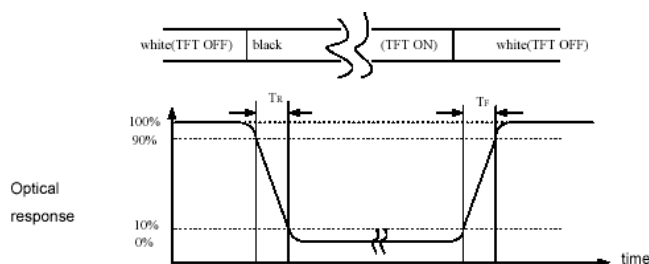 white(TFT OFF) black (TFT ON) white(TFT OFF)
TR TF
100%
90%
Optical
response
10%
0%
time